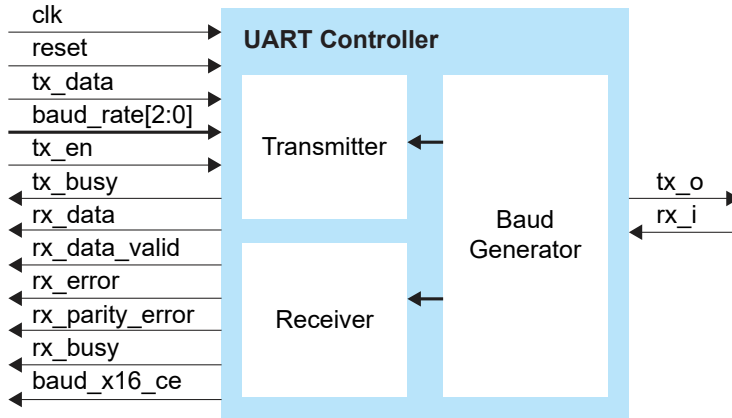 clk
reset
tx_data
baud_rate[2:0]
tx_en
tx_busy
rx_data
rx_data_valid
rx_error
rx_parity_error
rx_busy
baud_x16_ce
UART Controller
Transmitter
Receiver
Baud
Generator
tx_o
rx_i